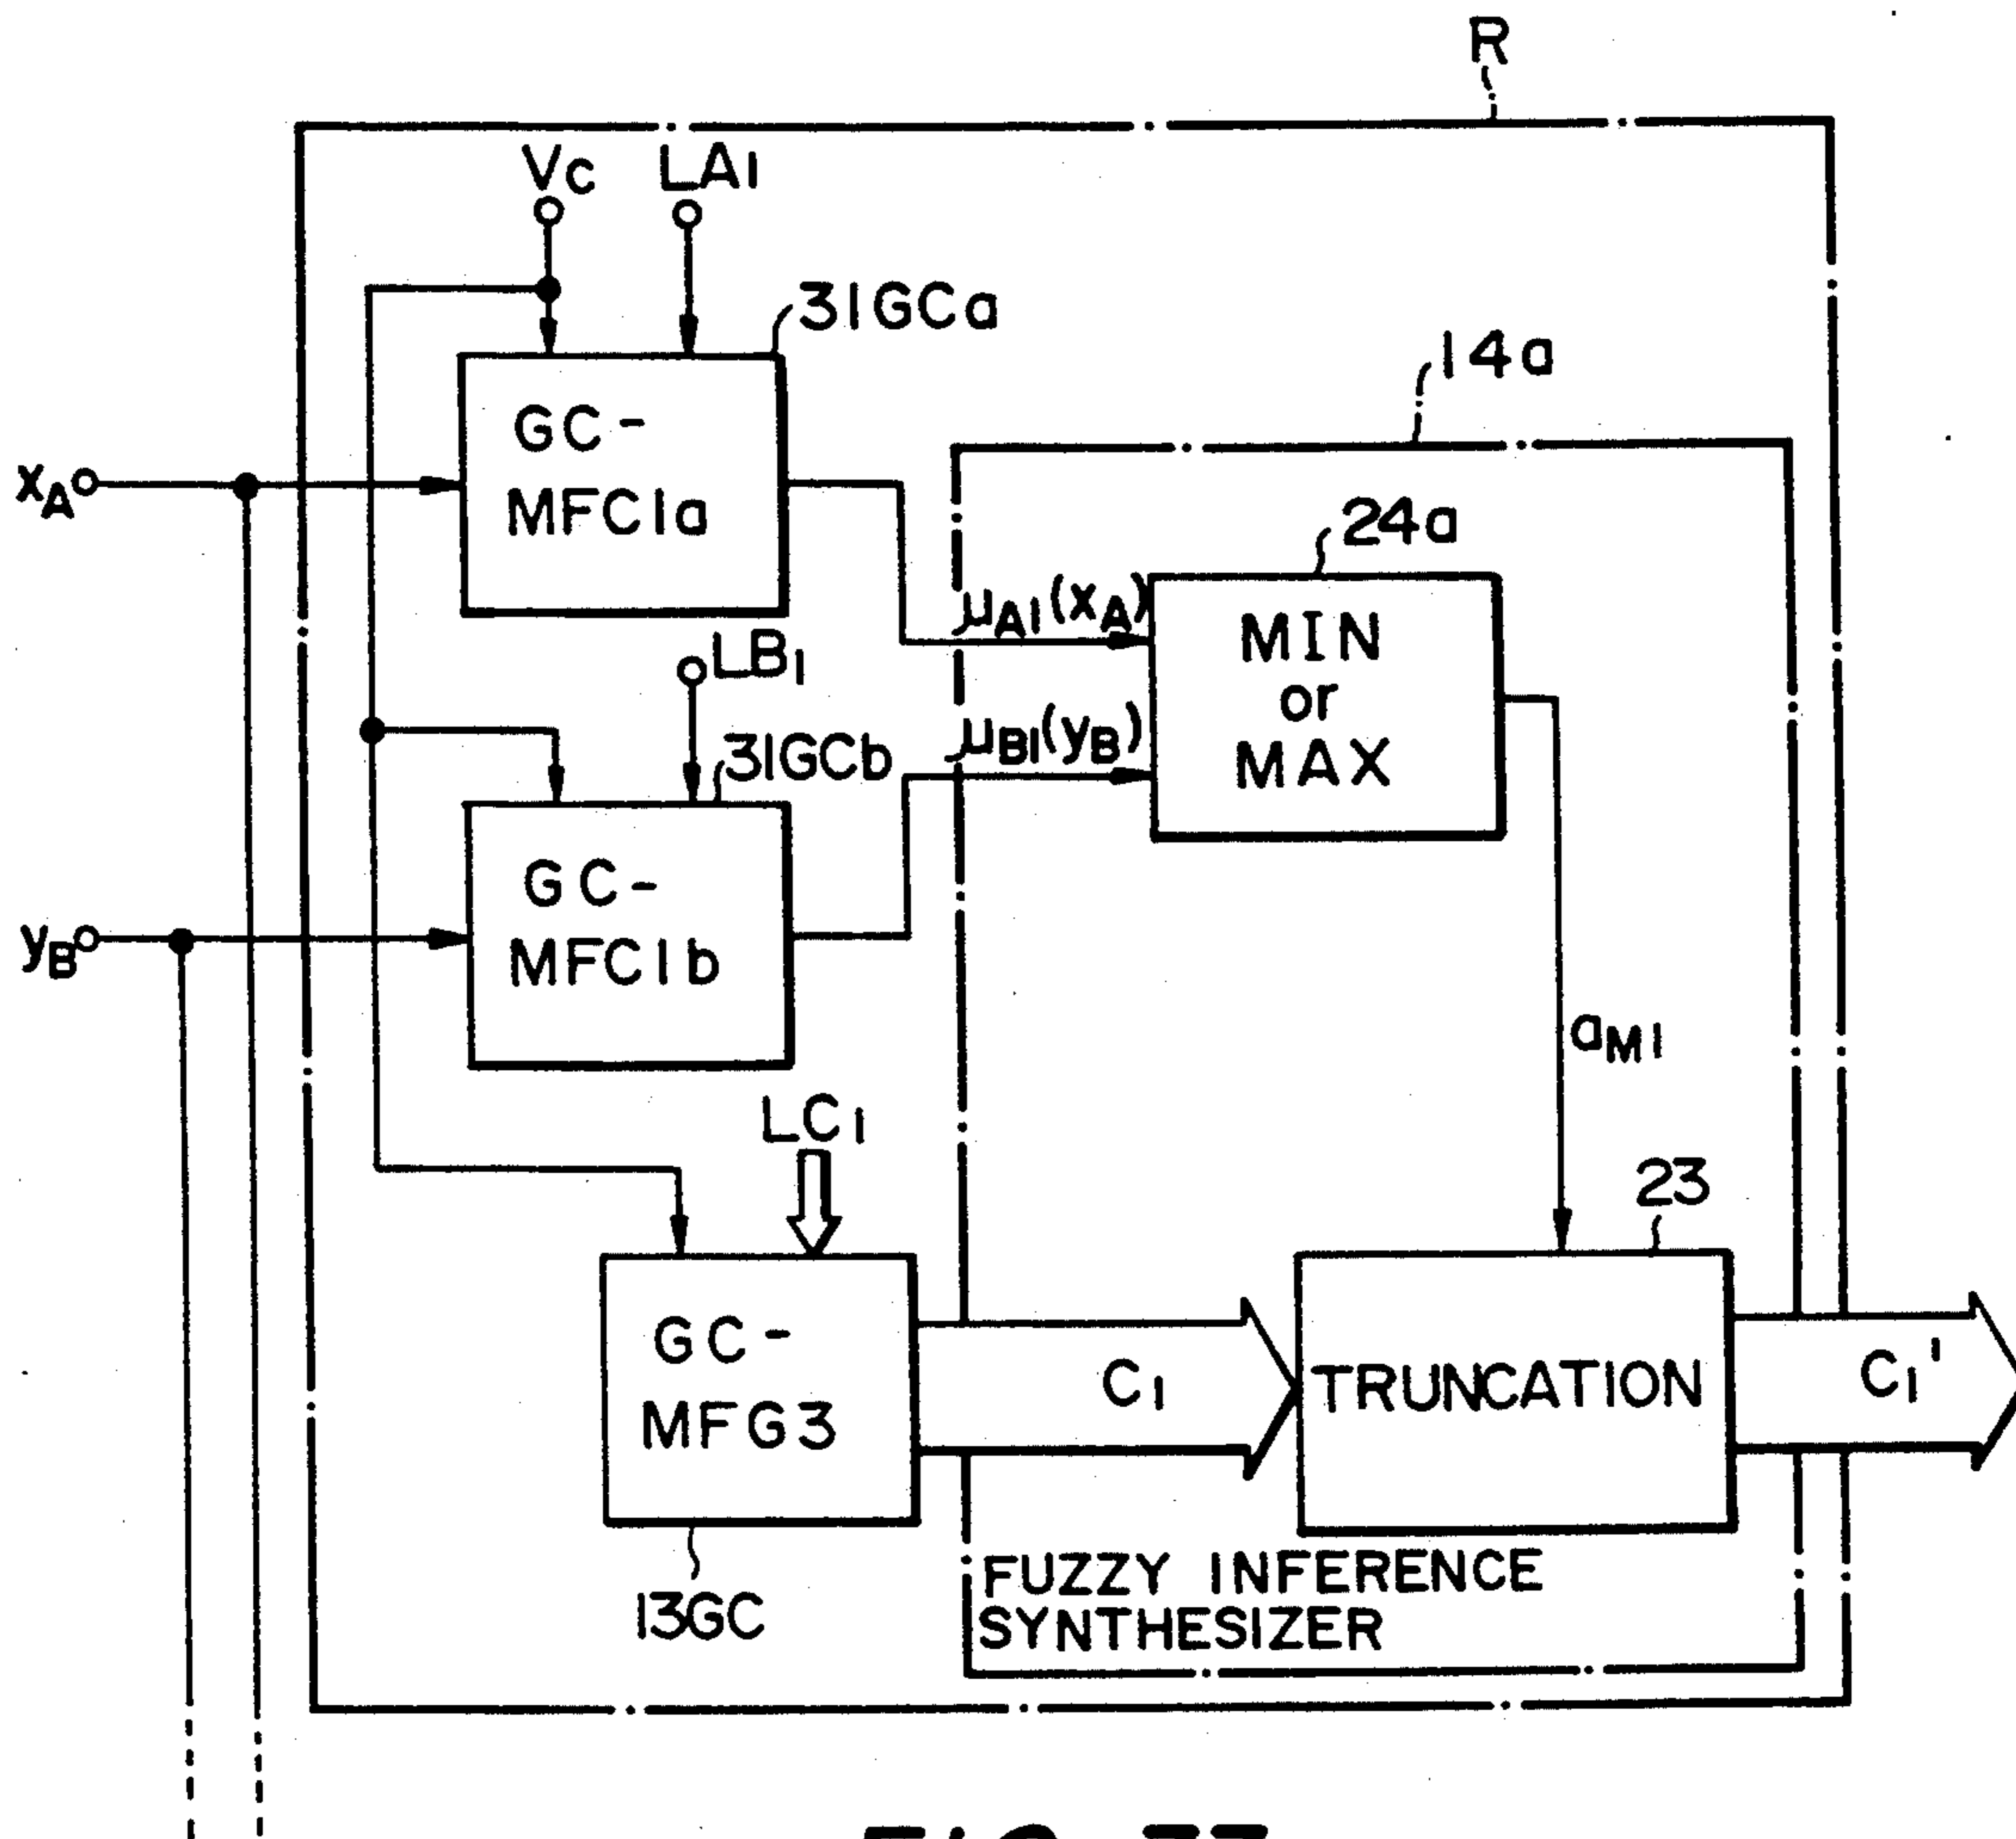 R
Vc LA1
31GCa
14a
GC-
MFC1a
xA
24a
μA1(xA)
MIN
or
MAX
LB1
μB1(yB)
31GCb
GC-
MFC1b
yB
aM1
LC1
23
GC-
MFG3
C1
TRUNCATION
C1'
13GC
FUZZY INFERENCE
SYNTHESIZER